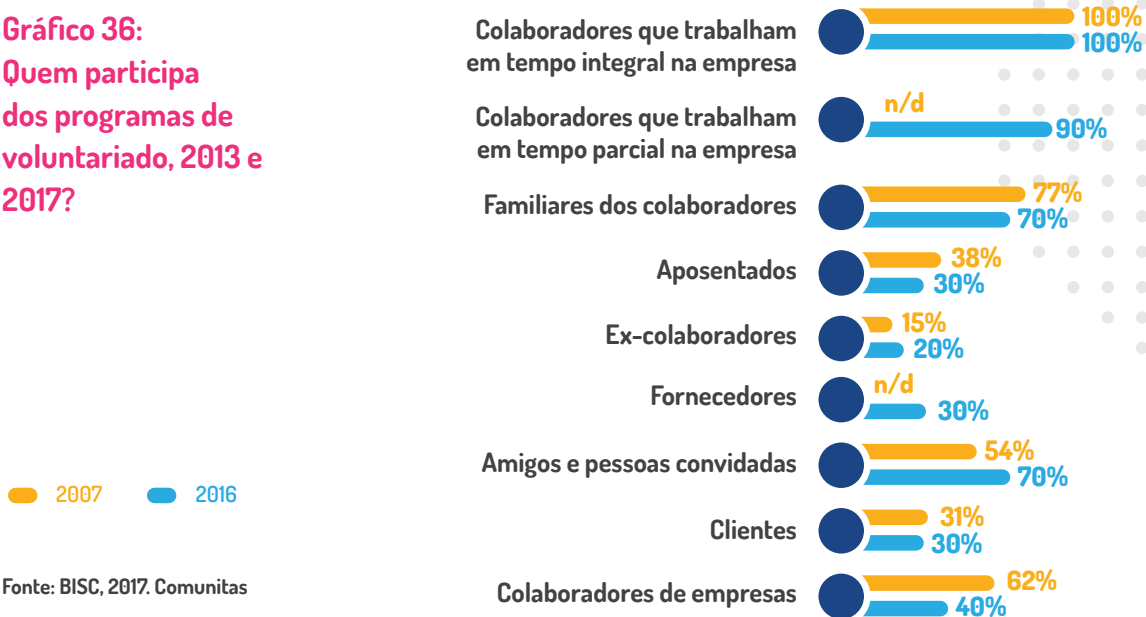 Gráfico 36:
Quem participa
dos programas de
voluntariado, 2013 e
2017?
Colaboradores que trabalham
em tempo integral na empresa
100%
100%
Colaboradores que trabalham
em tempo parcial na empresa
n/d
90%
Familiares dos colaboradores
77%
70%
Aposentados
38%
30%
Ex-colaboradores
15%
20%
Fornecedores
n/d
30%
Amigos e pessoas convidadas
54%
70%
Clientes
31%
30%
Colaboradores de empresas
62%
40%
2007
2016
Fonte: BISC, 2017. Comunitas